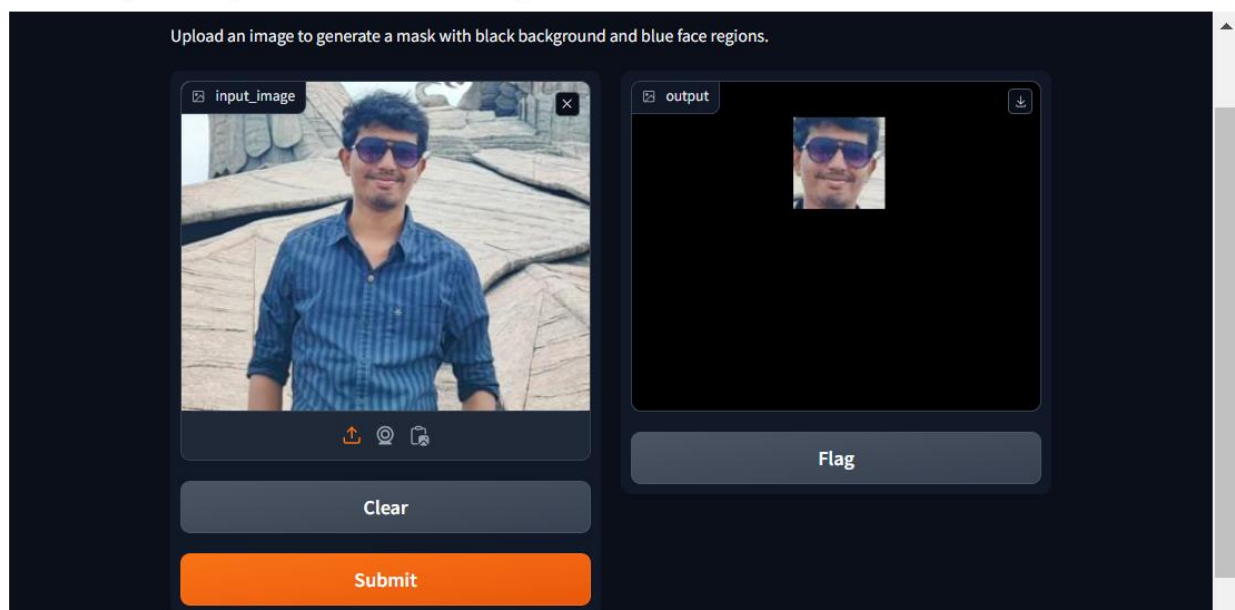 Upload an image to generate a mask with black background and blue face regions.
input_image
output
Flag
Clear
Submit